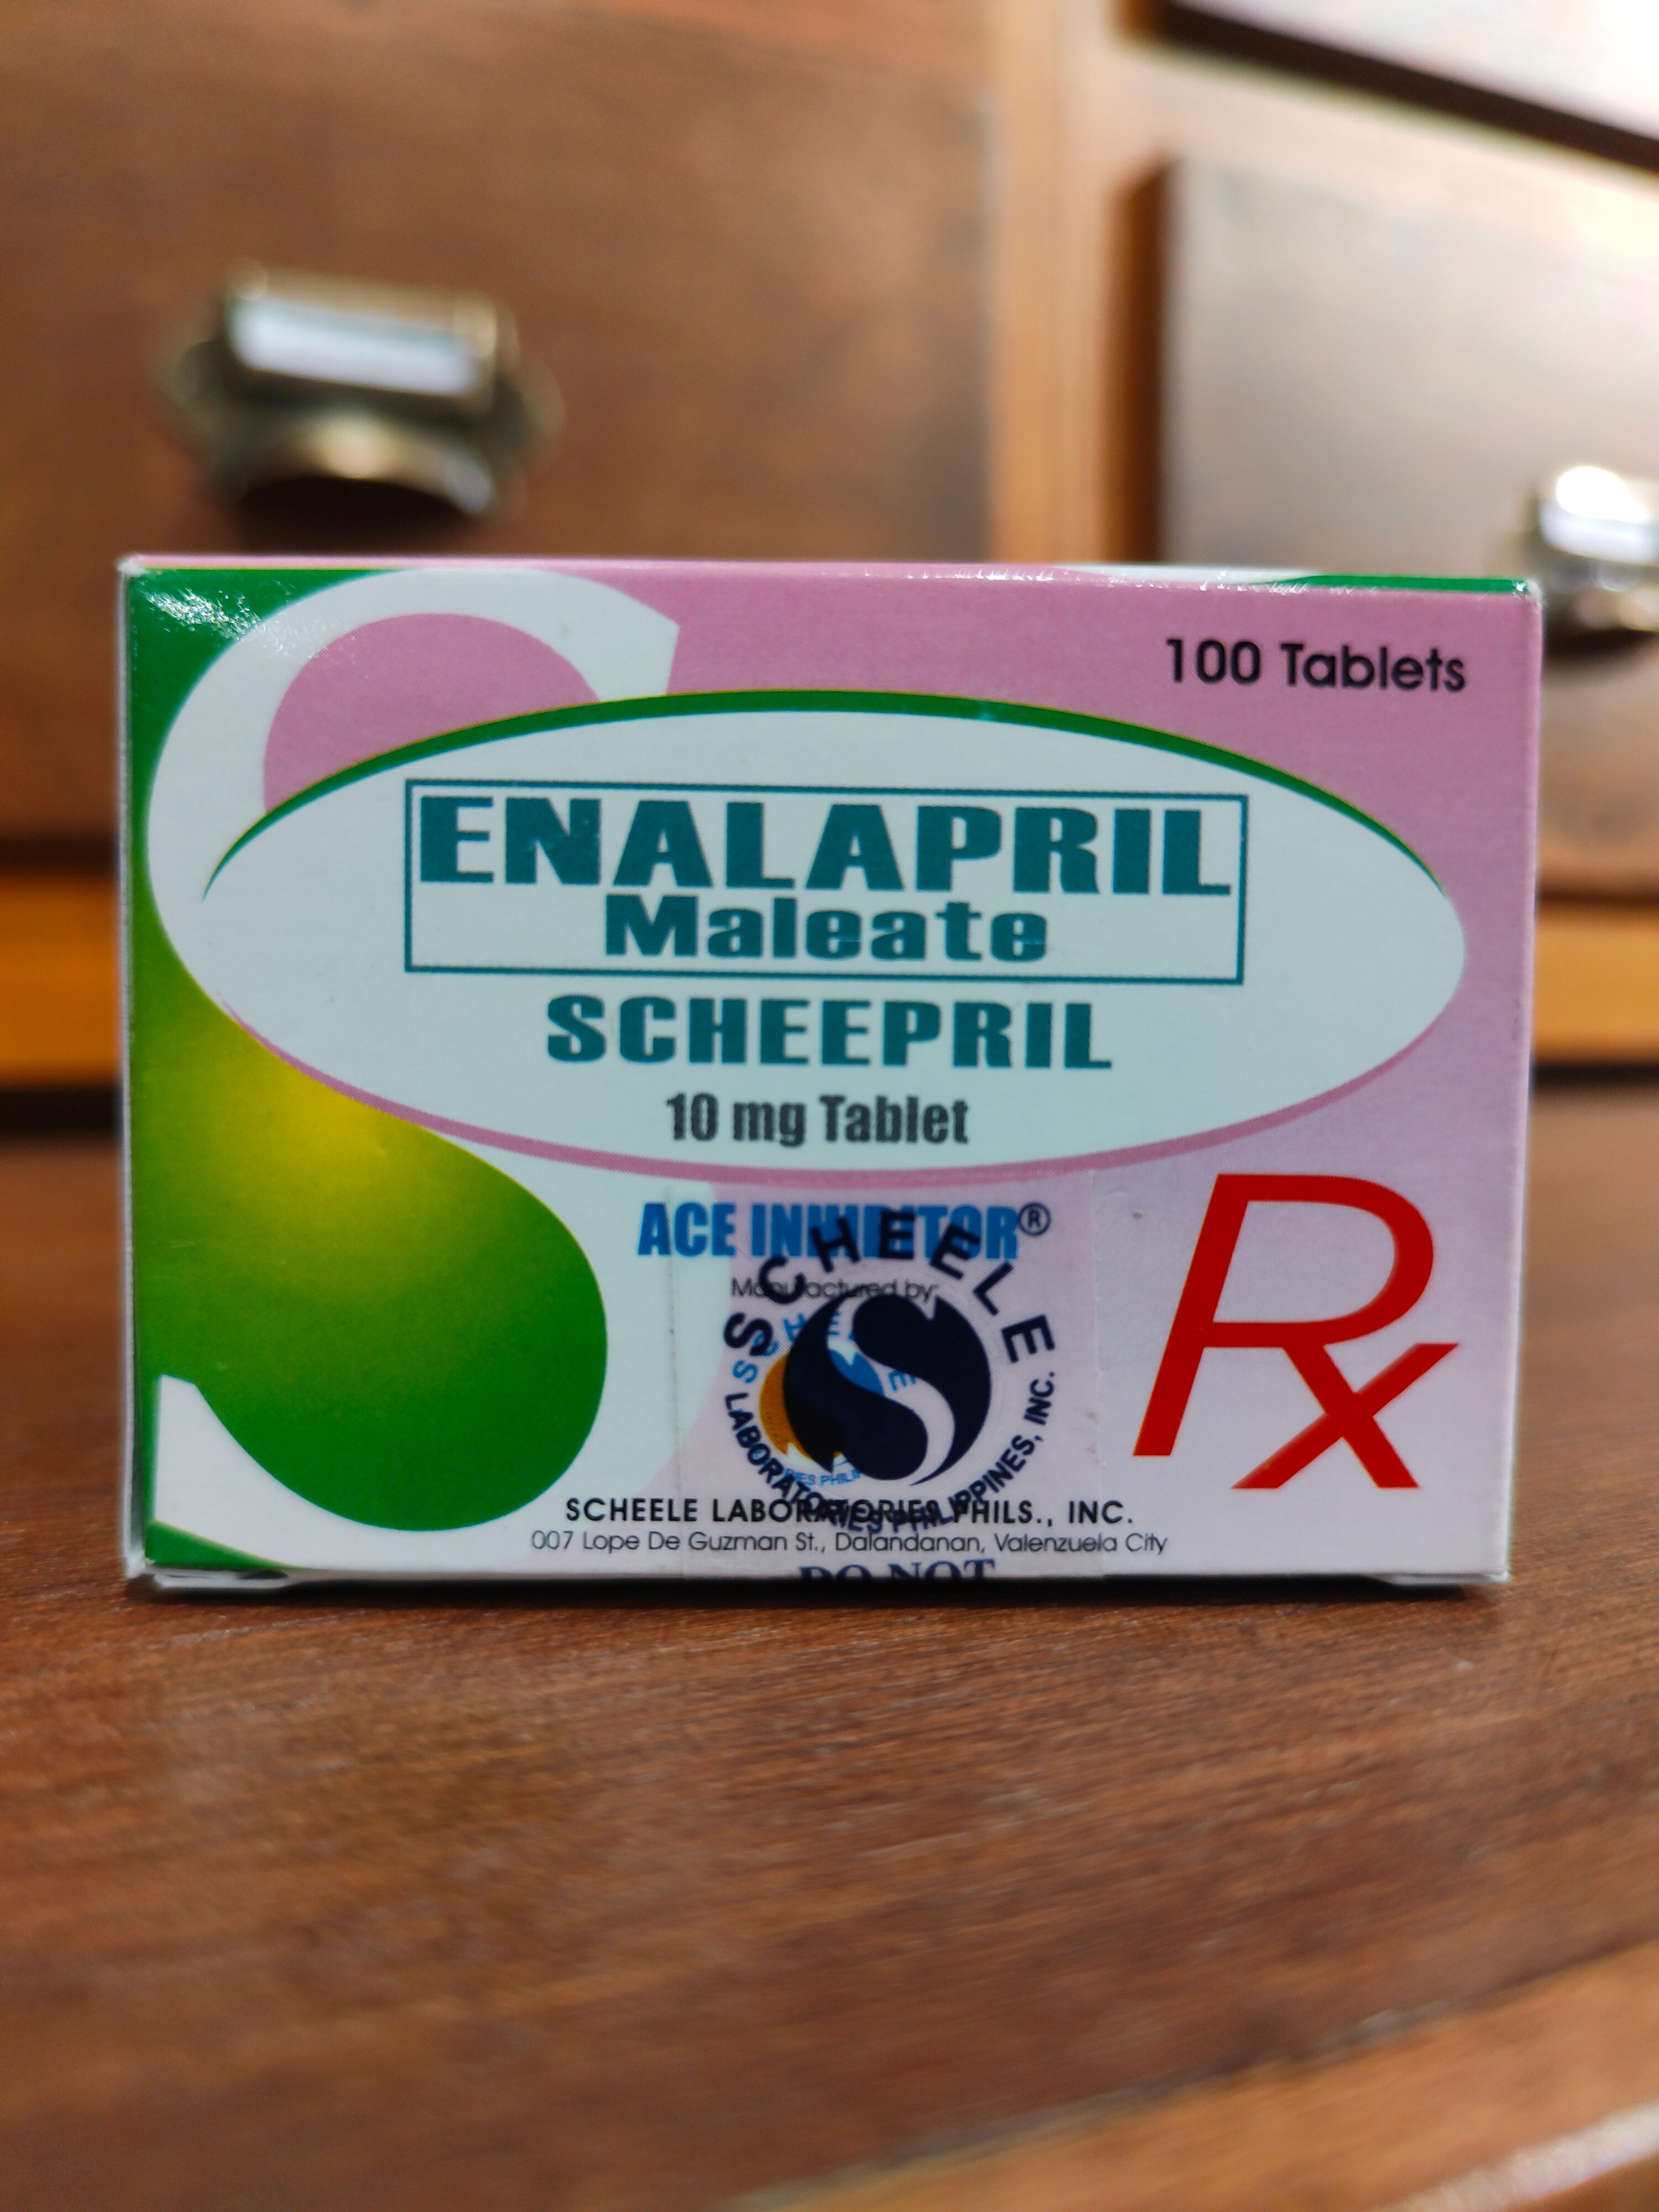 100 Tablets
ENALAPRIL
Maleate
SCHEEPRIL
10 mg Tablet
ACE INHIBITOR®
Manufactured by:
SCHEELE
LABORATORIES PHILIPPINES, INC.
Rx
SCHEELE LABORATORIES PHILS., INC.
007 Lope De Guzman St., Dalandanan, Valenzuela City
DO NOT